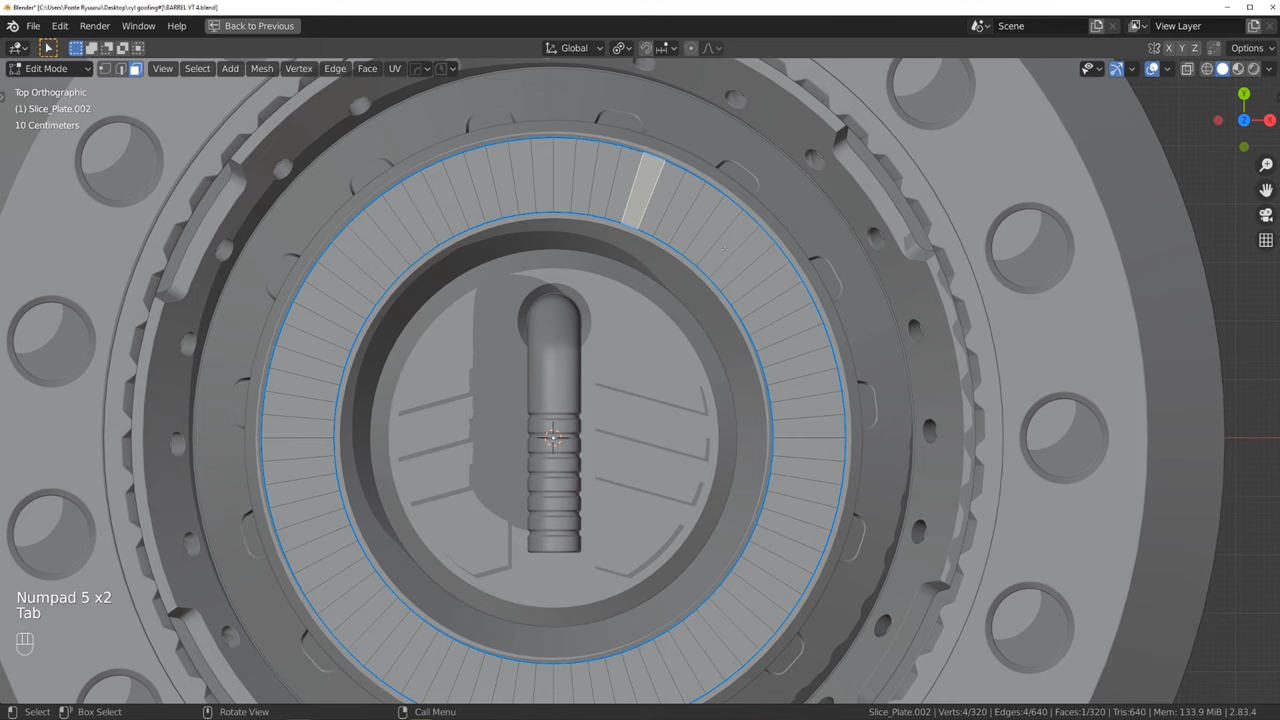 Blender* [C:\Users\Ponte Ryuurui\Desktop\cyl goofing#]\BARREL YT 4.blend]
File Edit Render Window Help Back to Previous Scene View Layer
Global X Y Z Options
Edit Mode View Select Add Mesh Vertex Edge Face UV
Top Orthographic
(1) Slice_Plate.002
10 Centimeters
Y
Z X
Numpad 5 x2
Tab
Select Box Select Rotate View Call Menu Slice_Plate.002 | Verts:4/320 | Edges:4/640 | Faces:1/320 | Tris:640 | Mem: 133.9 MiB | 2.83.4